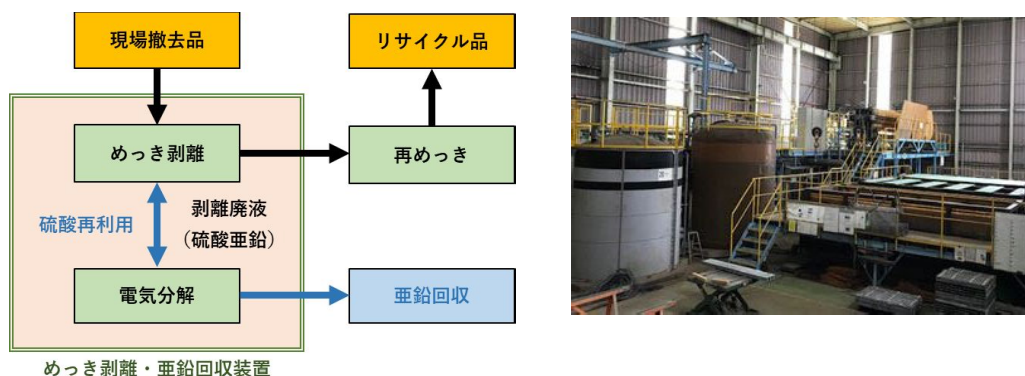 現場撤去品
リサイクル品
めっき剥離
再めっき
硫酸再利用
剥離廃液
（硫酸亜鉛）
電気分解
亜鉛回収
めっき剥離・亜鉛回収装置